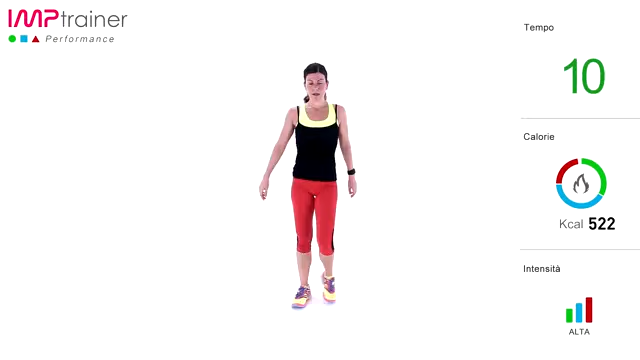 IMPtrainer
Performance
Tempo
10
Calorie
Kcal 522
Intensità
ALTA